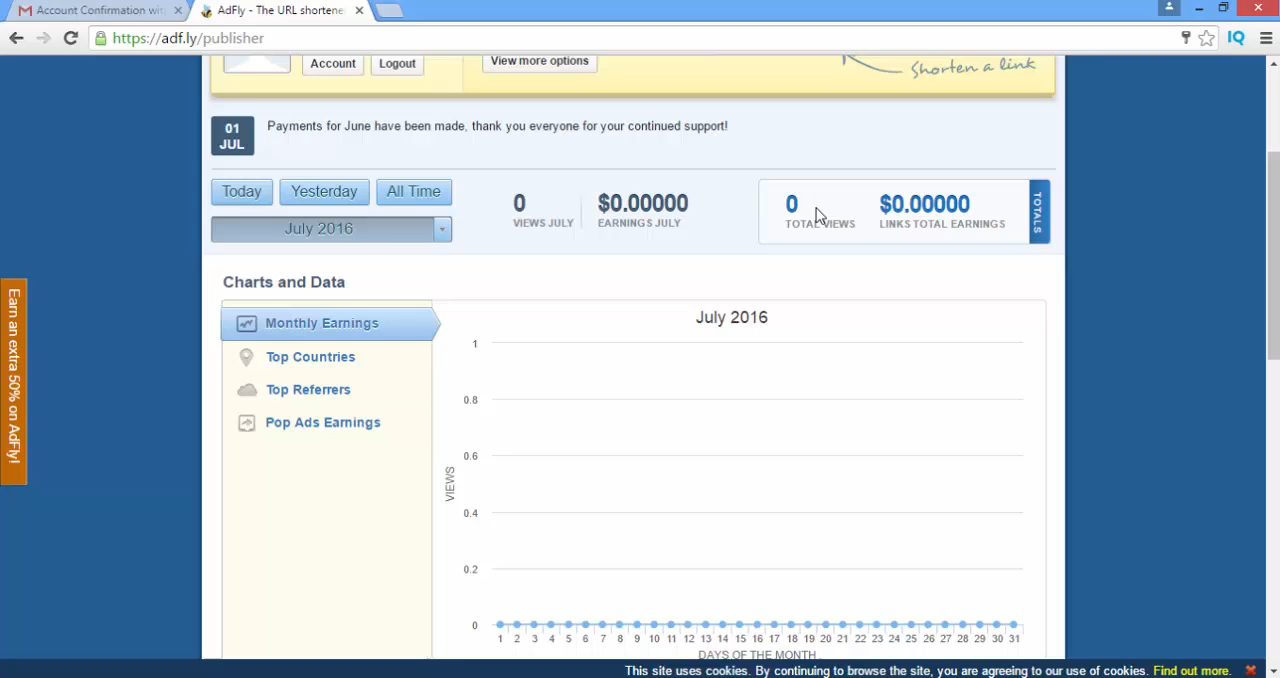 Account Confirmation wit
AdFly - The URL shortene
https://adf.ly/publisher
IQ
Account
Logout
View more options
Shorten a link
01
JUL
Payments for June have been made, thank you everyone for your continued support!
Today
Yesterday
All Time
July 2016
0
VIEWS JULY
$0.00000
EARNINGS JULY
0
TOTAL VIEWS
$0.00000
LINKS TOTAL EARNINGS
TOTALS
Earn an extra 50% on AdFly!
Charts and Data
Monthly Earnings
Top Countries
Top Referrers
Pop Ads Earnings
July 2016
1
0.8
0.6
0.4
0.2
0
VIEWS
1 2 3 4 5 6 7 8 9 10 11 12 13 14 15 16 17 18 19 20 21 22 23 24 25 26 27 28 29 30 31
DAYS OF THE MONTH
This site uses cookies. By continuing to browse the site, you are agreeing to our use of cookies. Find out more.